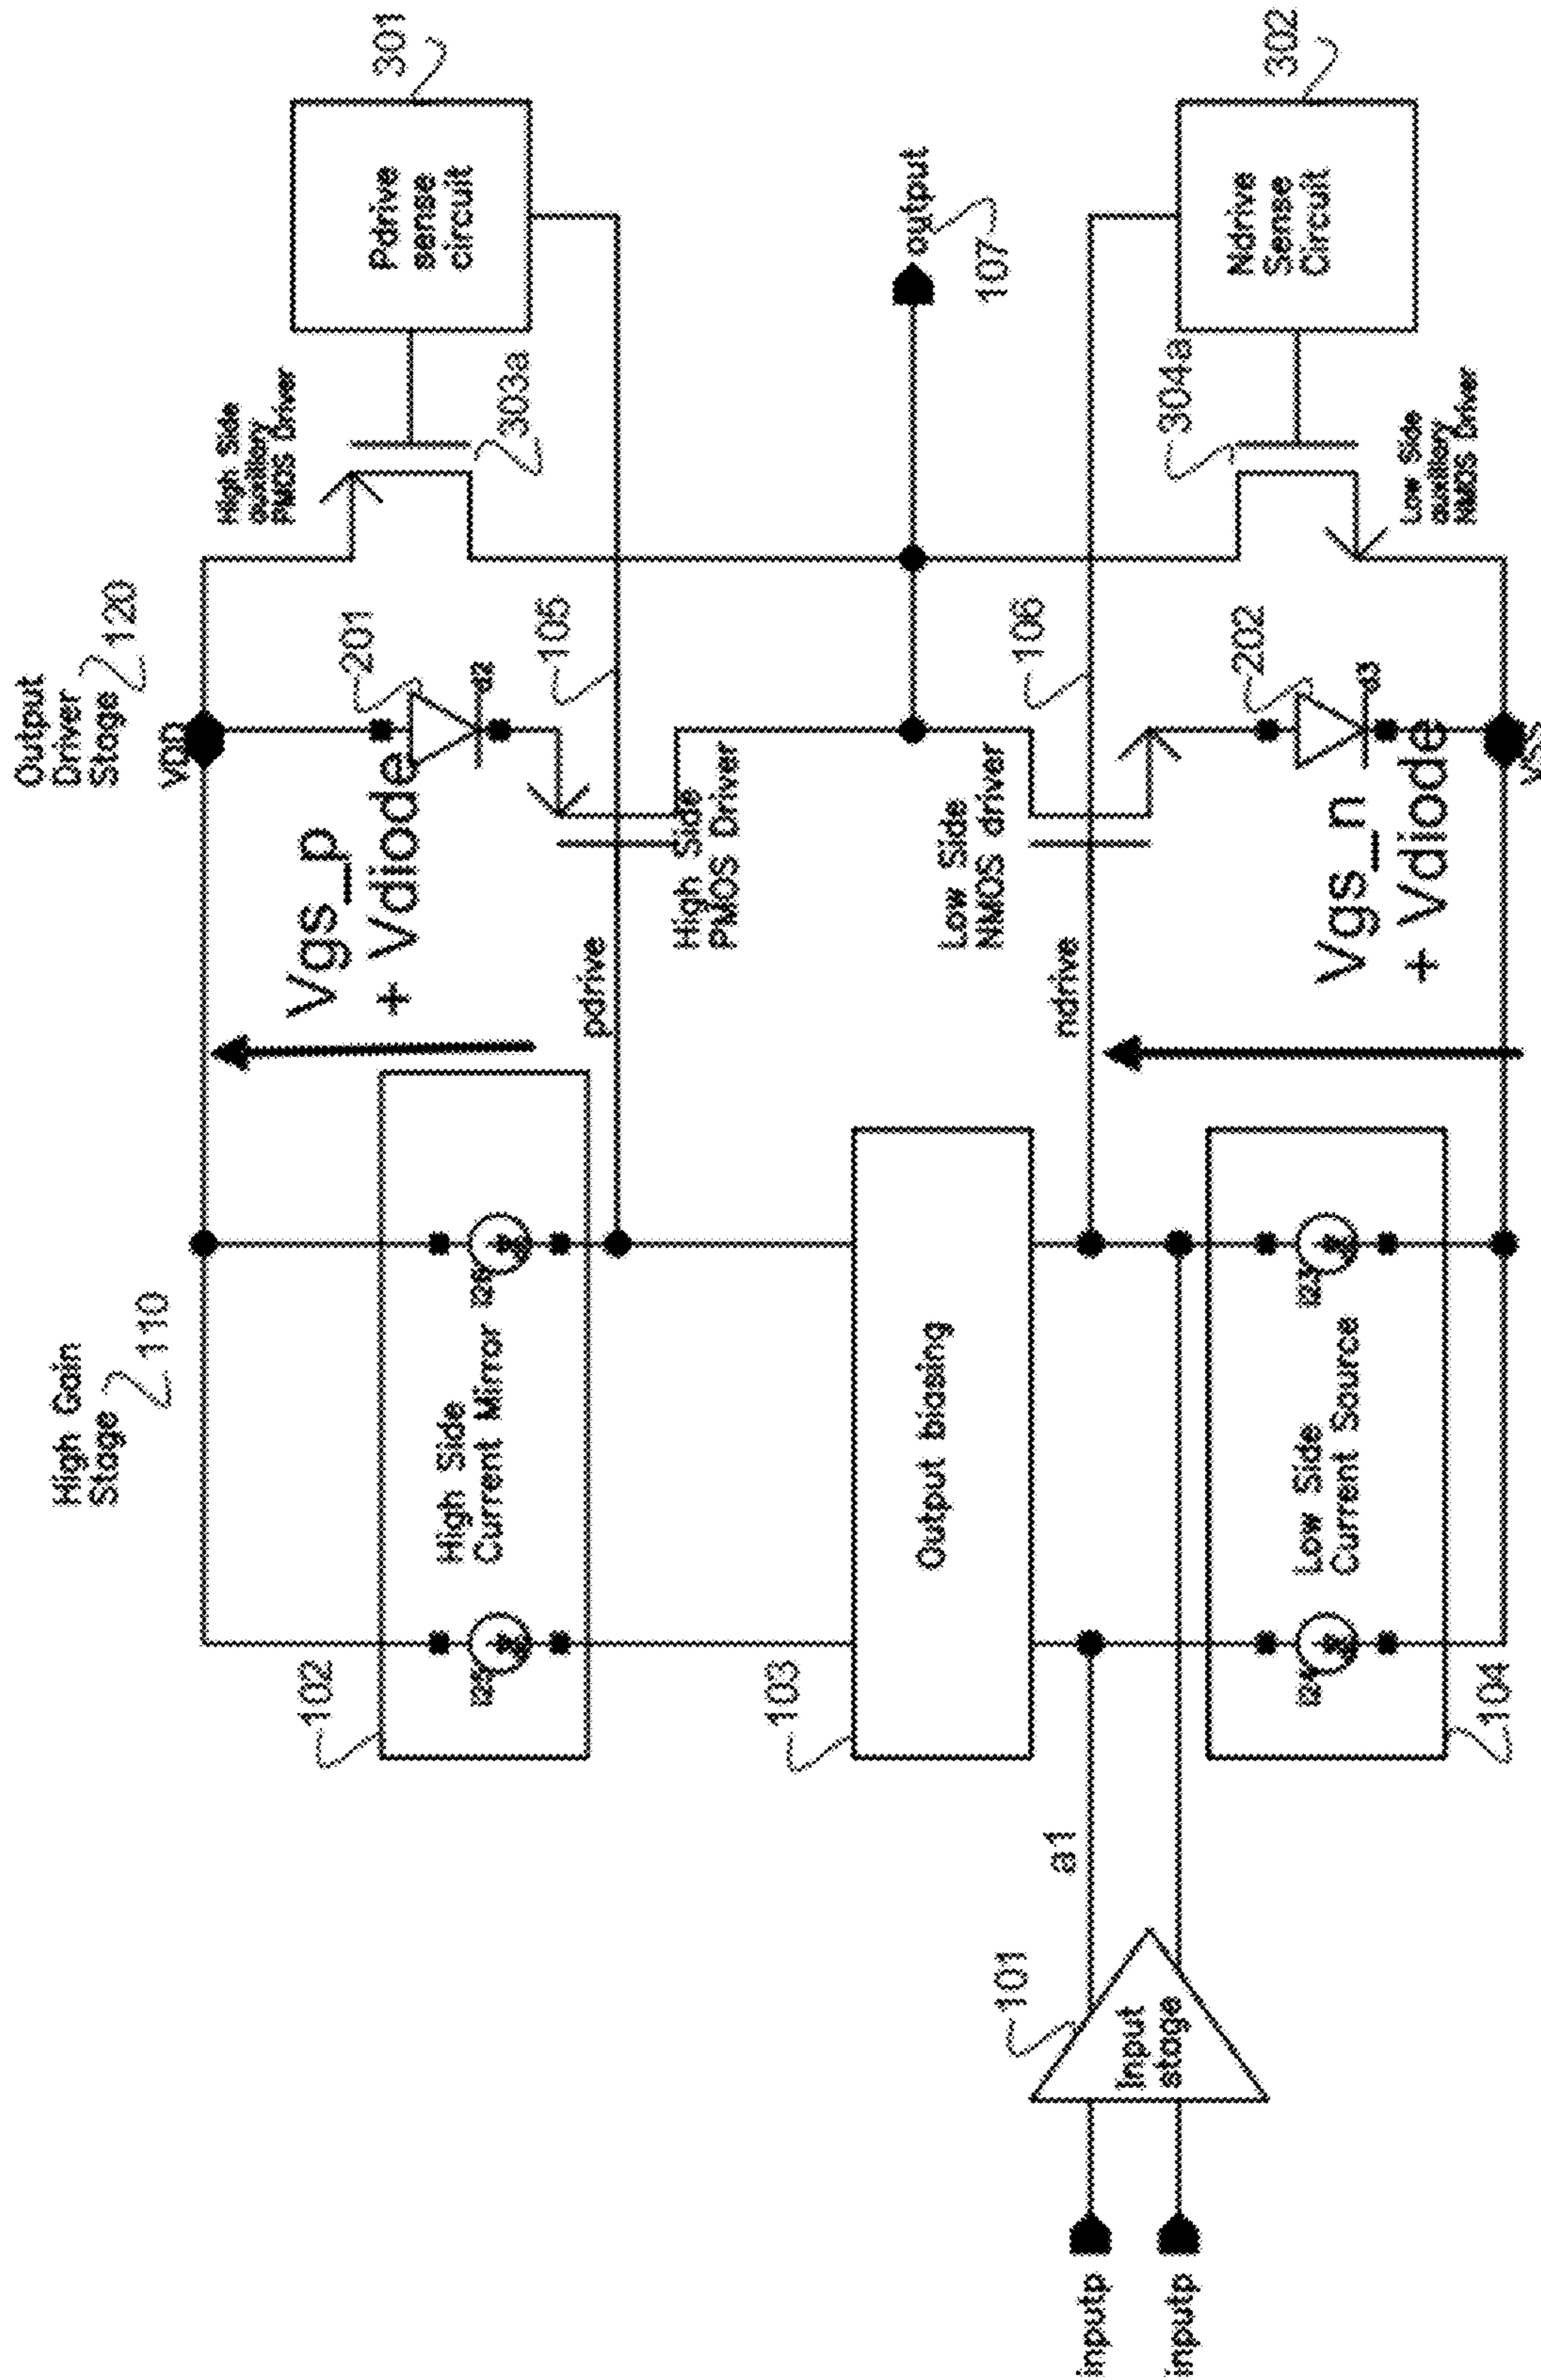 High Gain
Stage
110
Output
Driver
Stage
120
VDD
VSS
102
High Side
Current Mirror
103
Output biasing
104
Low Side
Current Source
101
Input
stage
inputp
inputp
a1
Vgs_p
+ Vdiode
pdrive
ndrive
Vgs_n
+ Vdiode
201
d2
105
High Side
PMOS Driver
Low Side
NMOS driver
106
202
d3
High Side
auxiliary
PMOS Driver
303a
301
Pdrive
sense
circuit
output
107
Low Side
auxiliary
NMOS Driver
304a
302
Ndrive
Sense
Circuit